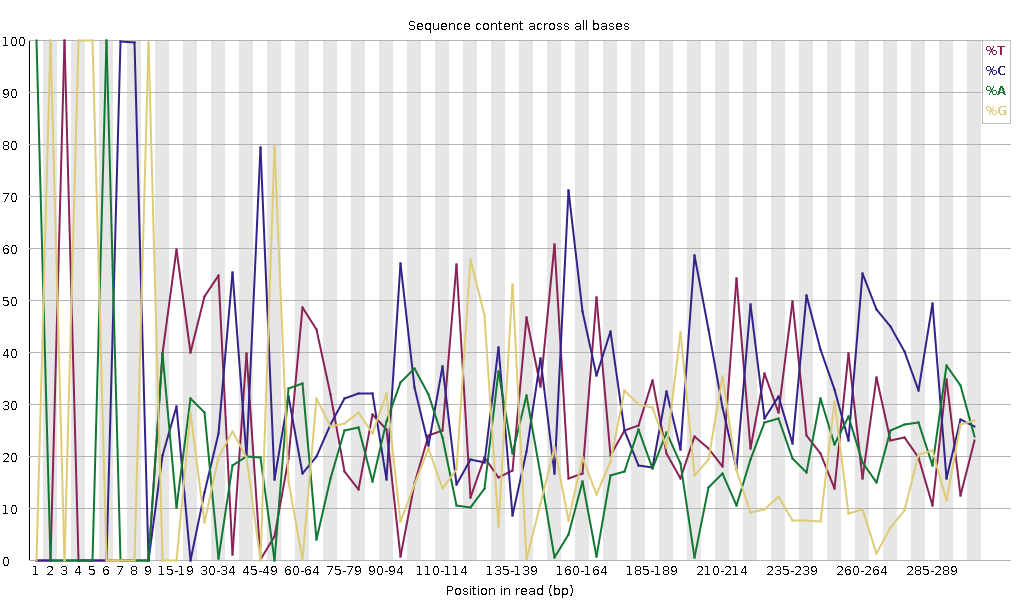 Sequence content across all bases
100
90
80
70
60
50
40
30
20
10
0
%T
%C
%A
%G
1 2 3 4 5 6 7 8 9 15-19 30-34 45-49 60-64 75-79 90-94 110-114 135-139 160-164 185-189 210-214 235-239 260-264 285-289
Position in read (bp)